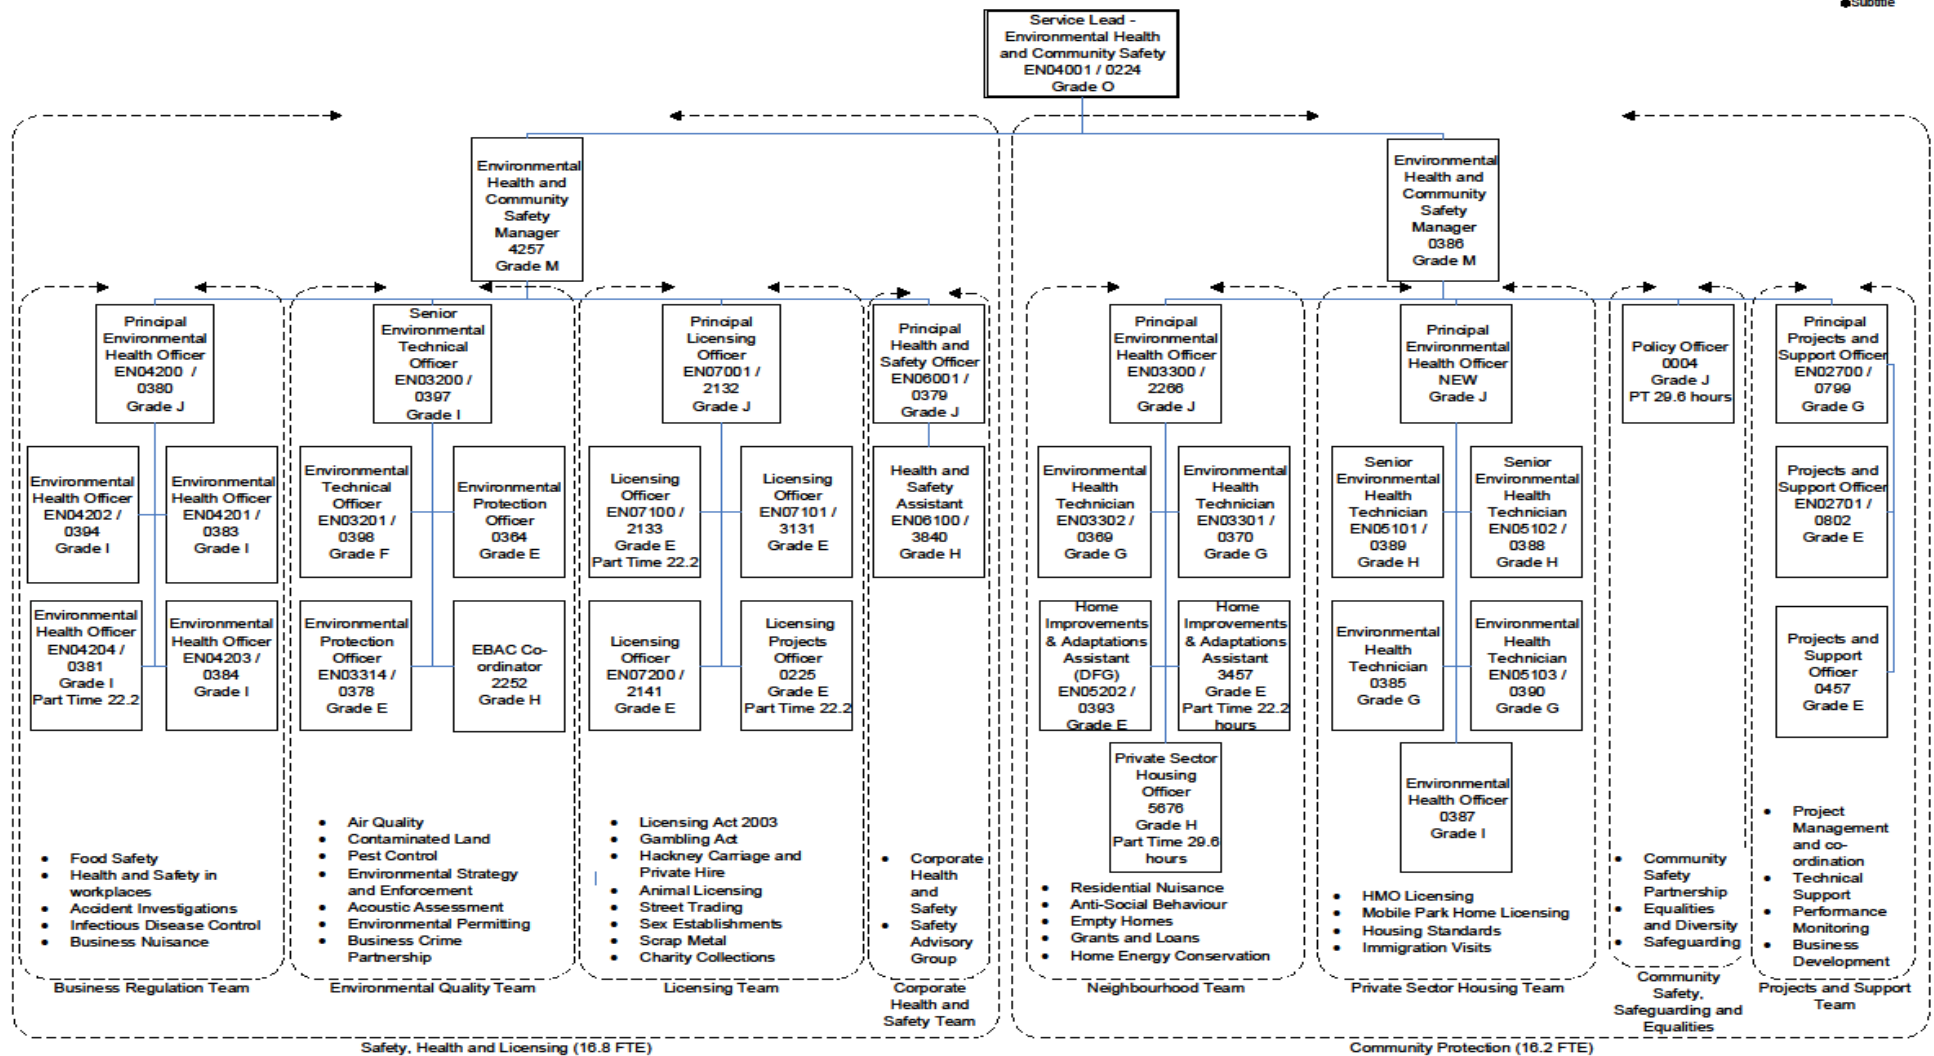 ●Subtitle
Service Lead -
Environmental Health
and Community Safety
EN04001 / 0224
Grade O
Environmental
Health and
Community
Safety
Manager
4257
Grade M
Environmental
Health and
Community
Safety
Manager
0386
Grade M
Principal
Environmental
Health Officer
EN04200 /
0380
Grade J
Senior
Environmental
Technical
Officer
EN03200 /
0397
Grade I
Principal
Licensing
Officer
EN07001 /
2132
Grade J
Principal
Health and
Safety Officer
EN06001 /
0379
Grade J
Principal
Environmental
Health Officer
EN03300 /
2266
Grade J
Principal
Environmental
Health Officer
NEW
Grade J
Policy Officer
0004
Grade J
PT 29.6 hours
Principal
Projects and
Support Officer
EN02700 /
0799
Grade G
Environmental
Health Officer
EN04202 /
0394
Grade I
Environmental
Health Officer
EN04201 /
0383
Grade I
Environmental
Technical
Officer
EN03201 /
0398
Grade F
Environmental
Protection
Officer
0364
Grade E
Licensing
Officer
EN07100 /
2133
Grade E
Part Time 22.2
Licensing
Officer
EN07101 /
3131
Grade E
Health and
Safety
Assistant
EN06100 /
3840
Grade H
Environmental
Health
Technician
EN03302 /
0369
Grade G
Environmental
Health
Technician
EN03301 /
0370
Grade G
Senior
Environmental
Health
Technician
EN05101 /
0389
Grade H
Senior
Environmental
Health
Technician
EN05102 /
0388
Grade H
Projects and
Support Officer
EN02701 /
0802
Grade E
Environmental
Health Officer
EN04204 /
0381
Grade I
Part Time 22.2
Environmental
Health Officer
EN04203 /
0384
Grade I
Environmental
Protection
Officer
EN03314 /
0378
Grade E
EBAC Co-
ordinator
2252
Grade H
Licensing
Officer
EN07200 /
2141
Grade E
Licensing
Projects
Officer
0225
Grade E
Part Time 22.2
Home
Improvements
& Adaptations
Assistant
(DFG)
EN05202 /
0393
Grade E
Home
Improvements
& Adaptations
Assistant
3457
Grade E
Part Time 22.2
hours
Environmental
Health
Technician
0385
Grade G
Environmental
Health
Technician
EN05103 /
0390
Grade G
Projects and
Support
Officer
0457
Grade E
Private Sector
Housing
Officer
5676
Grade H
Part Time 29.6
hours
Environmental
Health Officer
0387
Grade I
• Food Safety
• Health and Safety in
workplaces
• Accident Investigations
• Infectious Disease Control
• Business Nuisance
• Air Quality
• Contaminated Land
• Pest Control
• Environmental Strategy
and Enforcement
• Acoustic Assessment
• Environmental Permitting
• Business Crime
Partnership
• Licensing Act 2003
• Gambling Act
• Hackney Carriage and
Private Hire
• Animal Licensing
• Street Trading
• Sex Establishments
• Scrap Metal
• Charity Collections
• Corporate
Health
and
Safety
• Safety
Advisory
Group
• Residential Nuisance
• Anti-Social Behaviour
• Empty Homes
• Grants and Loans
• Home Energy Conservation
• HMO Licensing
• Mobile Park Home Licensing
• Housing Standards
• Immigration Visits
• Community
Safety
Partnership
• Equalities
and Diversity
• Safeguarding
• Project
Management
and co-
ordination
• Technical
Support
• Performance
Monitoring
• Business
Development
Business Regulation Team
Environmental Quality Team
Licensing Team
Corporate
Health and
Safety Team
Neighbourhood Team
Private Sector Housing Team
Community
Safety,
Safeguarding and
Equalities
Projects and Support
Team
Safety, Health and Licensing (16.8 FTE)
Community Protection (16.2 FTE)